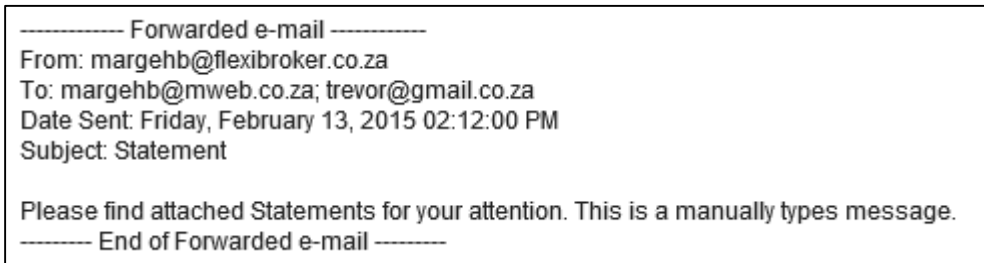 -------------- Forwarded e-mail -------------
From: margehb@flexibroker.co.za
To: margehb@mweb.co.za; trevor@gmail.co.za
Date Sent: Friday, February 13, 2015 02:12:00 PM
Subject: Statement
Please find attached Statements for your attention. This is a manually types message.
--------- End of Forwarded e-mail ---------